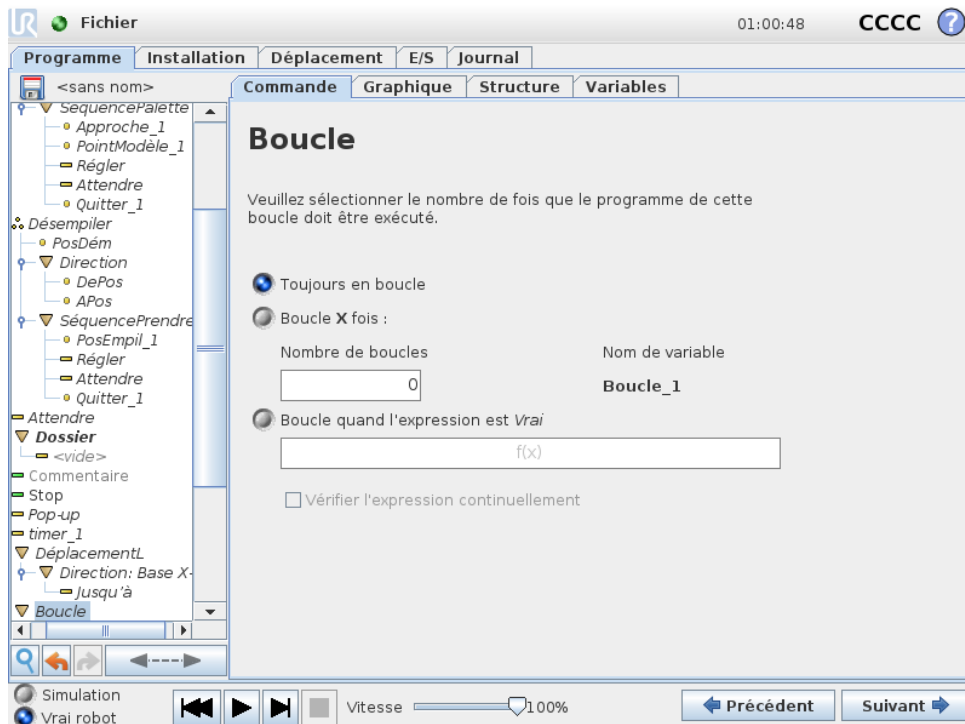 UR Fichier 01:00:48 CCCC ?
Programme Installation Déplacement E/S Journal
<sans nom>
Commande Graphique Structure Variables
SéquencePalette
Approche_1
PointModèle_1
Régler
Attendre
Quitter_1
Désempiler
PosDém
Direction
DePos
APos
SéquencePrendre
PosEmpil_1
Régler
Attendre
Quitter_1
Attendre
Dossier
<vide>
Commentaire
Stop
Pop-up
timer_1
DéplacementL
Direction: Base X-
Jusqu'à
Boucle
Boucle
Veuillez sélectionner le nombre de fois que le programme de cette
boucle doit être exécuté.
Toujours en boucle
Boucle X fois :
Nombre de boucles Nom de variable
0 Boucle_1
Boucle quand l'expression est Vrai
f(x)
Vérifier l'expression continuellement
Simulation
Vrai robot
Vitesse 100%
Précédent Suivant